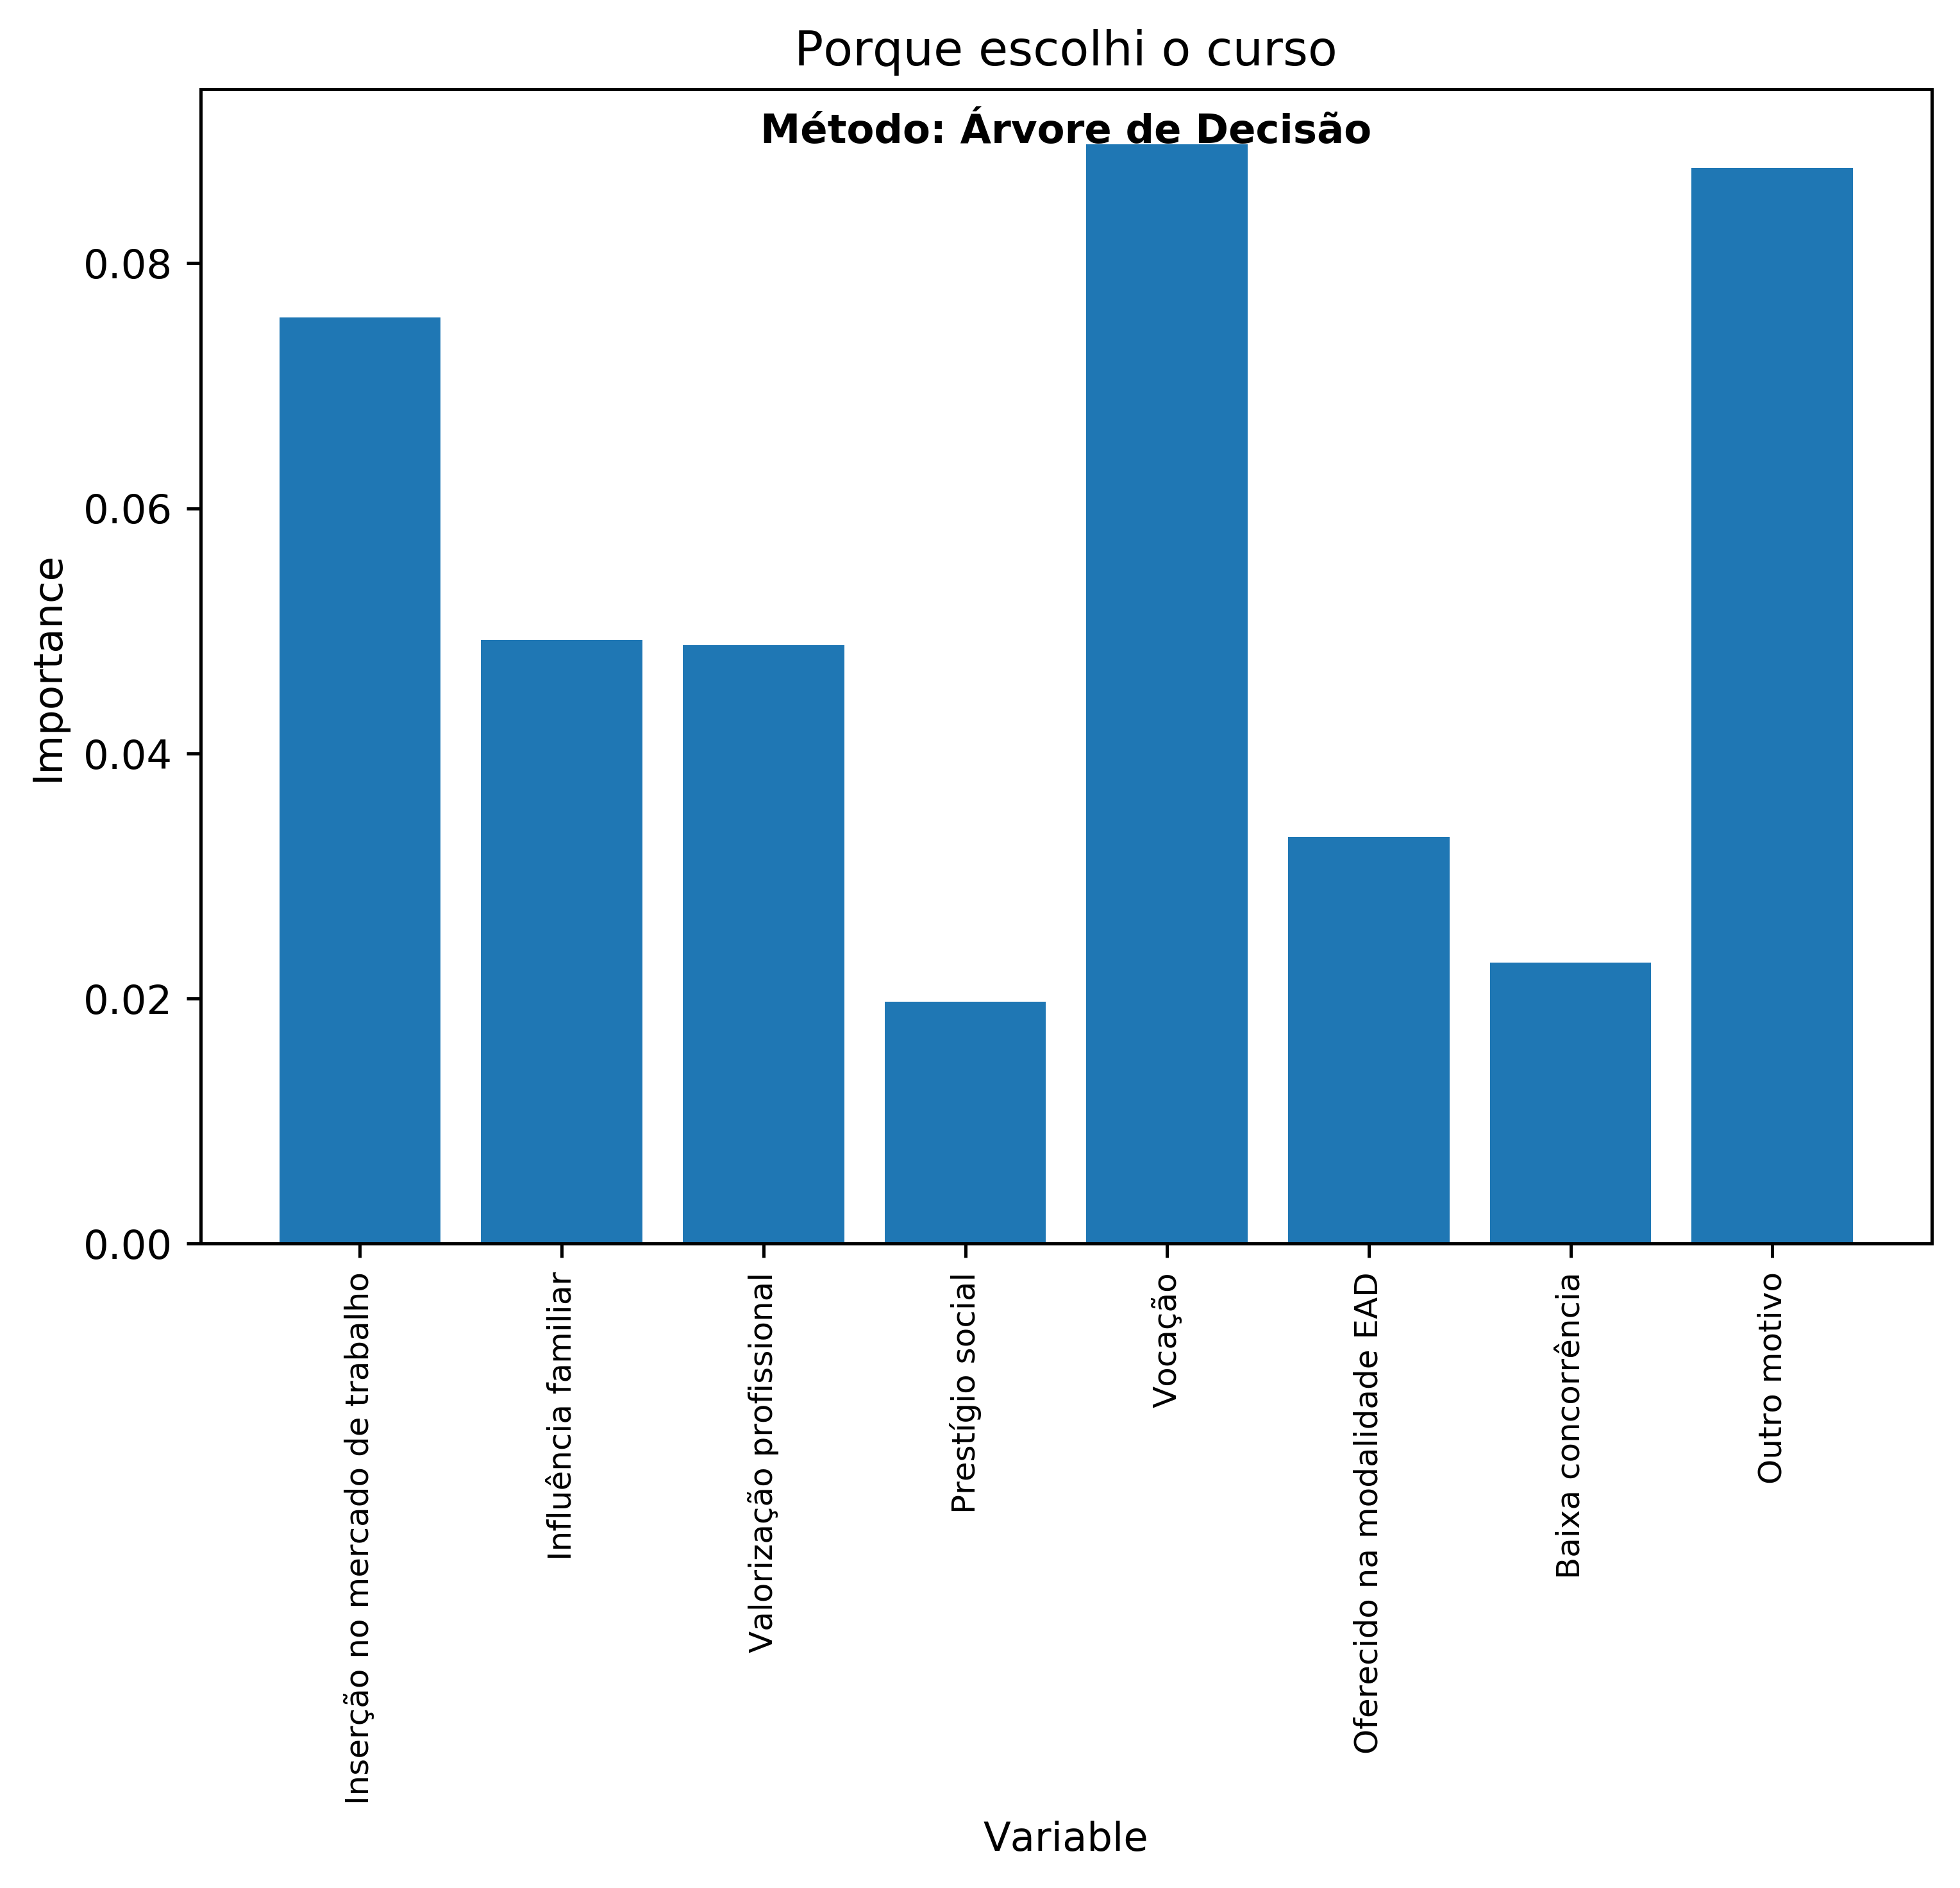 Porque escolhi o curso
Método: Árvore de Decisão
Importance
0.08
0.06
0.04
0.02
0.00
Inserção no mercado de trabalho
Influência familiar
Valorização profissional
Prestígio social
Vocação
Oferecido na modalidade EAD
Baixa concorrência
Outro motivo
Variable